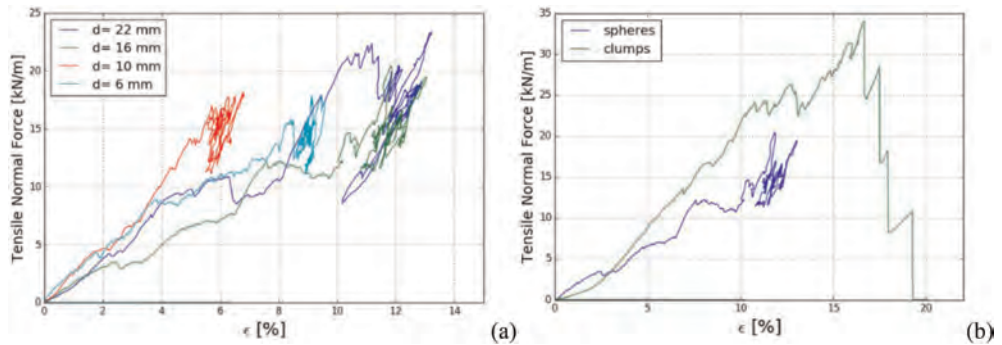 25
20
15
10
5
0
Tensile Normal Force [kN/m]
d= 22 mm
d= 16 mm
d= 10 mm
d= 6 mm
0 2 4 6 8 10 12 14
ϵ [%]
(a)
35
30
25
20
15
10
5
0
Tensile Normal Force [kN/m]
spheres
clumps
0 5 10 15 20
ϵ [%]
(b)